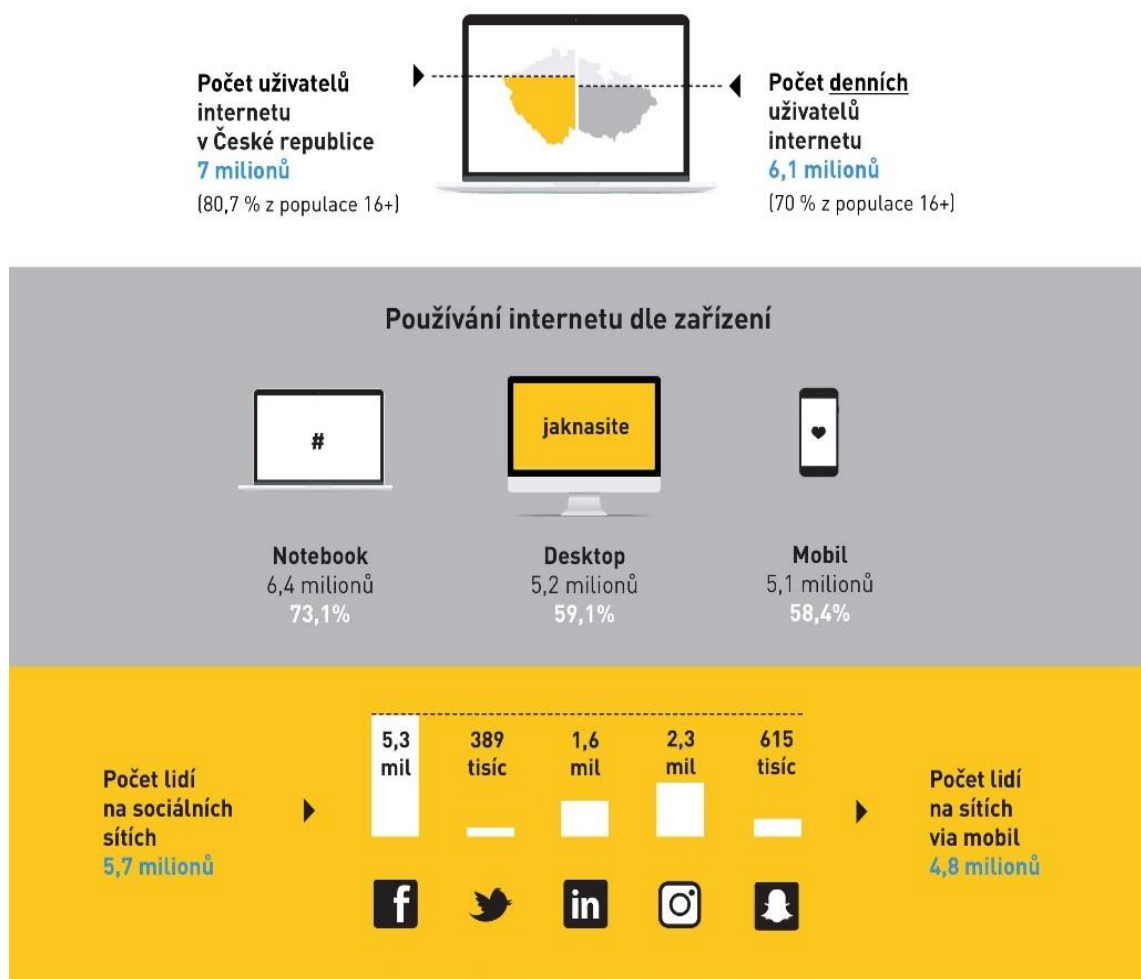 Počet uživatelů
internetu
v České republice
7 milionů
(80,7 % z populace 16+)
Počet denních
uživatelů
internetu
6,1 milionů
(70 % z populace 16+)
Používání internetu dle zařízení
#
jaknasite
Notebook
6,4 milionů
73,1%
Desktop
5,2 milionů
59,1%
Mobil
5,1 milionů
58,4%
Počet lidí
na sociálních
sítích
5,7 milionů
5,3
mil
389
tisíc
1,6
mil
2,3
mil
615
tisíc
f
in
Počet lidí
na sítích
via mobil
4,8 milionů